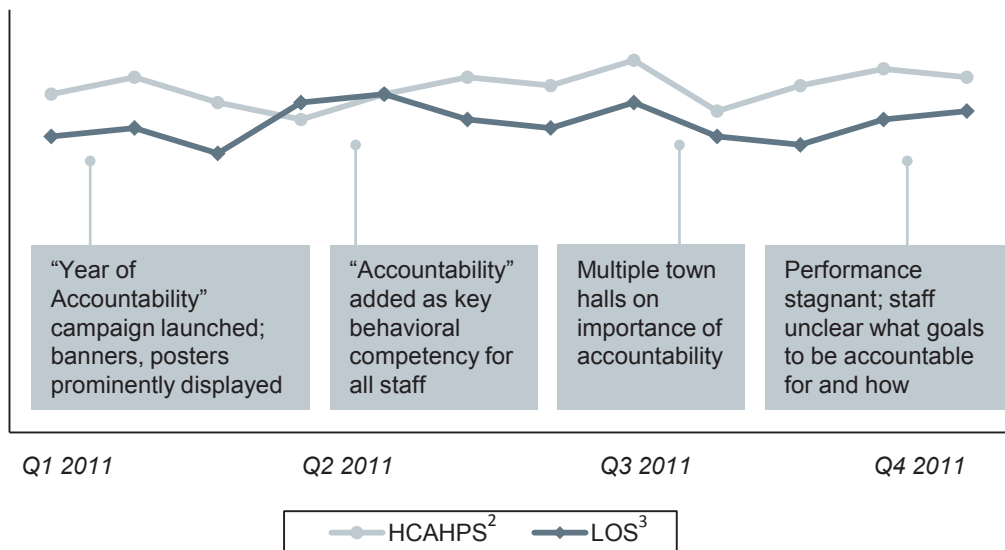 “Year of
Accountability”
campaign launched;
banners, posters
prominently displayed
“Accountability”
added as key
behavioral
competency for
all staff
Multiple town
halls on
importance of
accountability
Performance
stagnant; staff
unclear what goals
to be accountable
for and how
Q1 2011
Q2 2011
Q3 2011
Q4 2011
HCAHPS²
LOS³